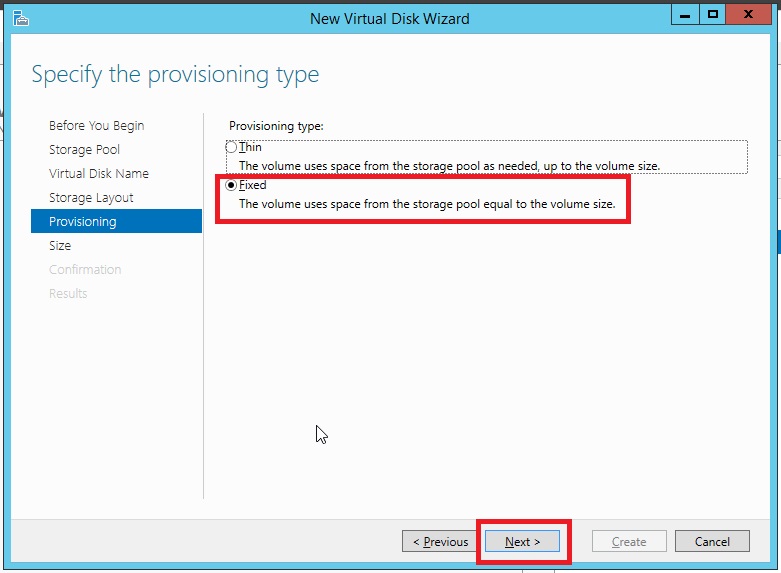 New Virtual Disk Wizard
Specify the provisioning type
Before You Begin
Storage Pool
Virtual Disk Name
Storage Layout
Provisioning
Size
Confirmation
Results
Provisioning type:
Thin
The volume uses space from the storage pool as needed, up to the volume size.
Fixed
The volume uses space from the storage pool equal to the volume size.
< Previous
Next >
Create
Cancel